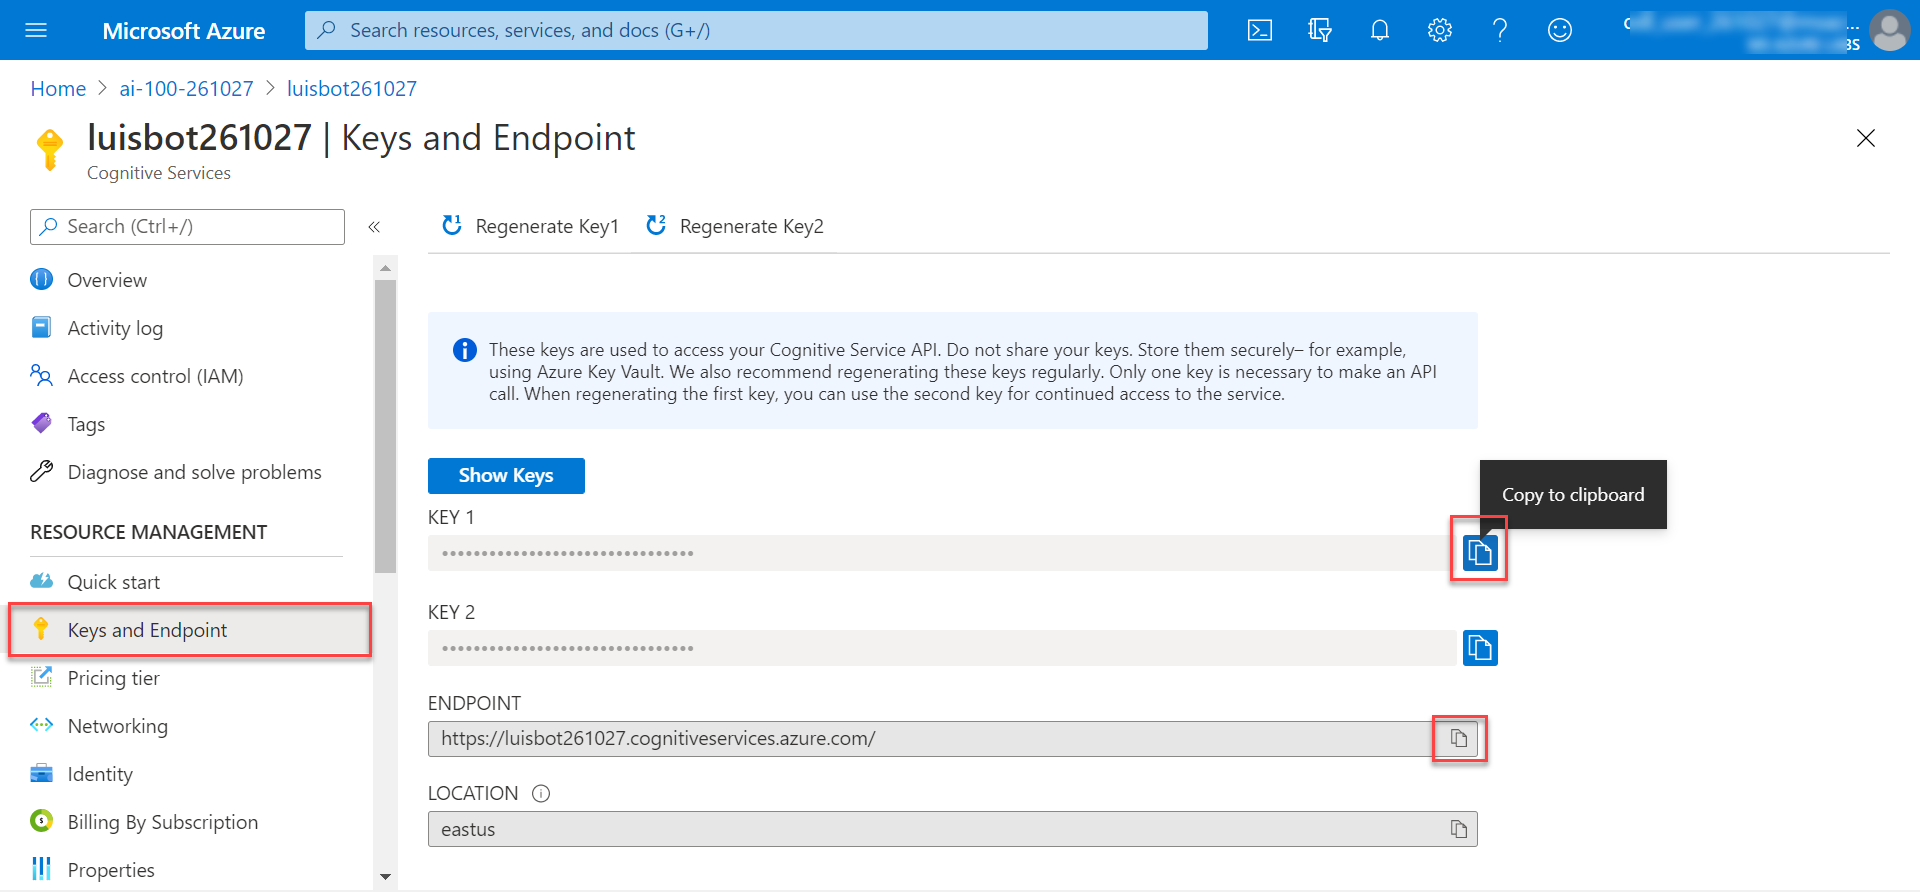 Microsoft Azure
Search resources, services, and docs (G+/)
Home > ai-100-261027 > luisbot261027
luisbot261027 | Keys and Endpoint
Cognitive Services
Search (Ctrl+/)
«
Overview
Activity log
Access control (IAM)
Tags
Diagnose and solve problems
RESOURCE MANAGEMENT
Quick start
Keys and Endpoint
Pricing tier
Networking
Identity
Billing By Subscription
Properties
Regenerate Key1
Regenerate Key2
These keys are used to access your Cognitive Service API. Do not share your keys. Store them securely– for example,
using Azure Key Vault. We also recommend regenerating these keys regularly. Only one key is necessary to make an API
call. When regenerating the first key, you can use the second key for continued access to the service.
Show Keys
Copy to clipboard
KEY 1
••••••••••••••••••••••••••••••••
KEY 2
••••••••••••••••••••••••••••••••
ENDPOINT
https://luisbot261027.cognitiveservices.azure.com/
LOCATION
eastus